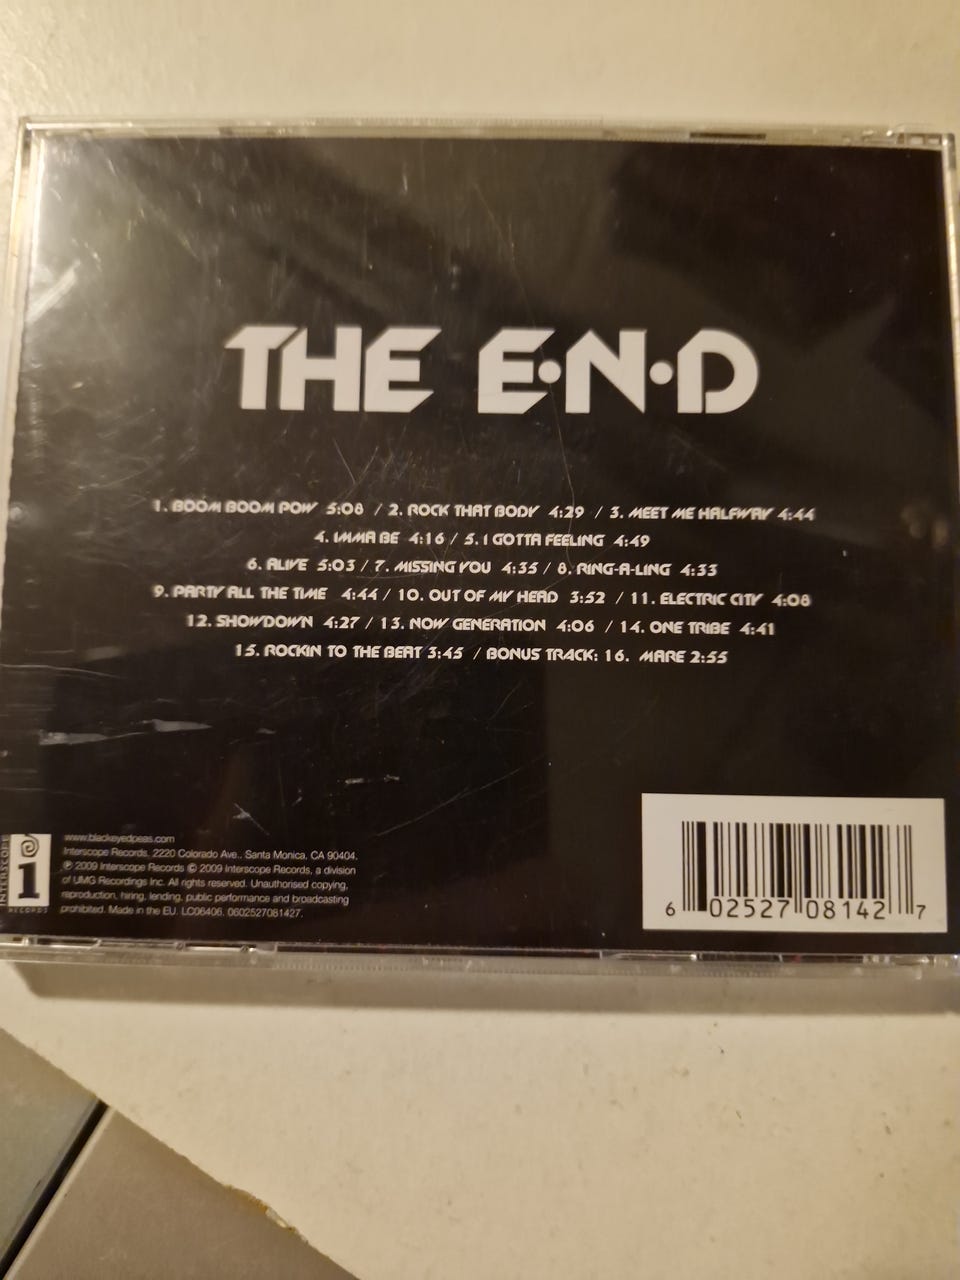 THE E•N•D
1. BOOM BOOM POW 5:08 / 2. ROCK THAT BODY 4:29 / 3. MEET ME HALFWAY 4:44
4. IMMA BE 4:16 / 5. I GOTTA FEELING 4:49
6. ALIVE 5:03 / 7. MISSING YOU 4:35 / 8. RING-A-LING 4:33
9. PARTY ALL THE TIME 4:44 / 10. OUT OF MY HEAD 3:52 / 11. ELECTRIC CITY 4:08
12. SHOWDOWN 4:27 / 13. NOW GENERATION 4:06 / 14. ONE TRIBE 4:41
15. ROCKIN TO THE BEAT 3:45 / BONUS TRACK: 16. MARE 2:55
INTERSCOPE
i
RECORDS
www.blackeyedpeas.com
Interscope Records, 2220 Colorado Ave., Santa Monica, CA 90404.
℗ 2009 Interscope Records © 2009 Interscope Records, a division
of UMG Recordings Inc. All rights reserved. Unauthorised copying,
reproduction, hiring, lending, public performance and broadcasting
prohibited. Made in the EU. LC06406. 0602527081427.
6 02527 08142 7